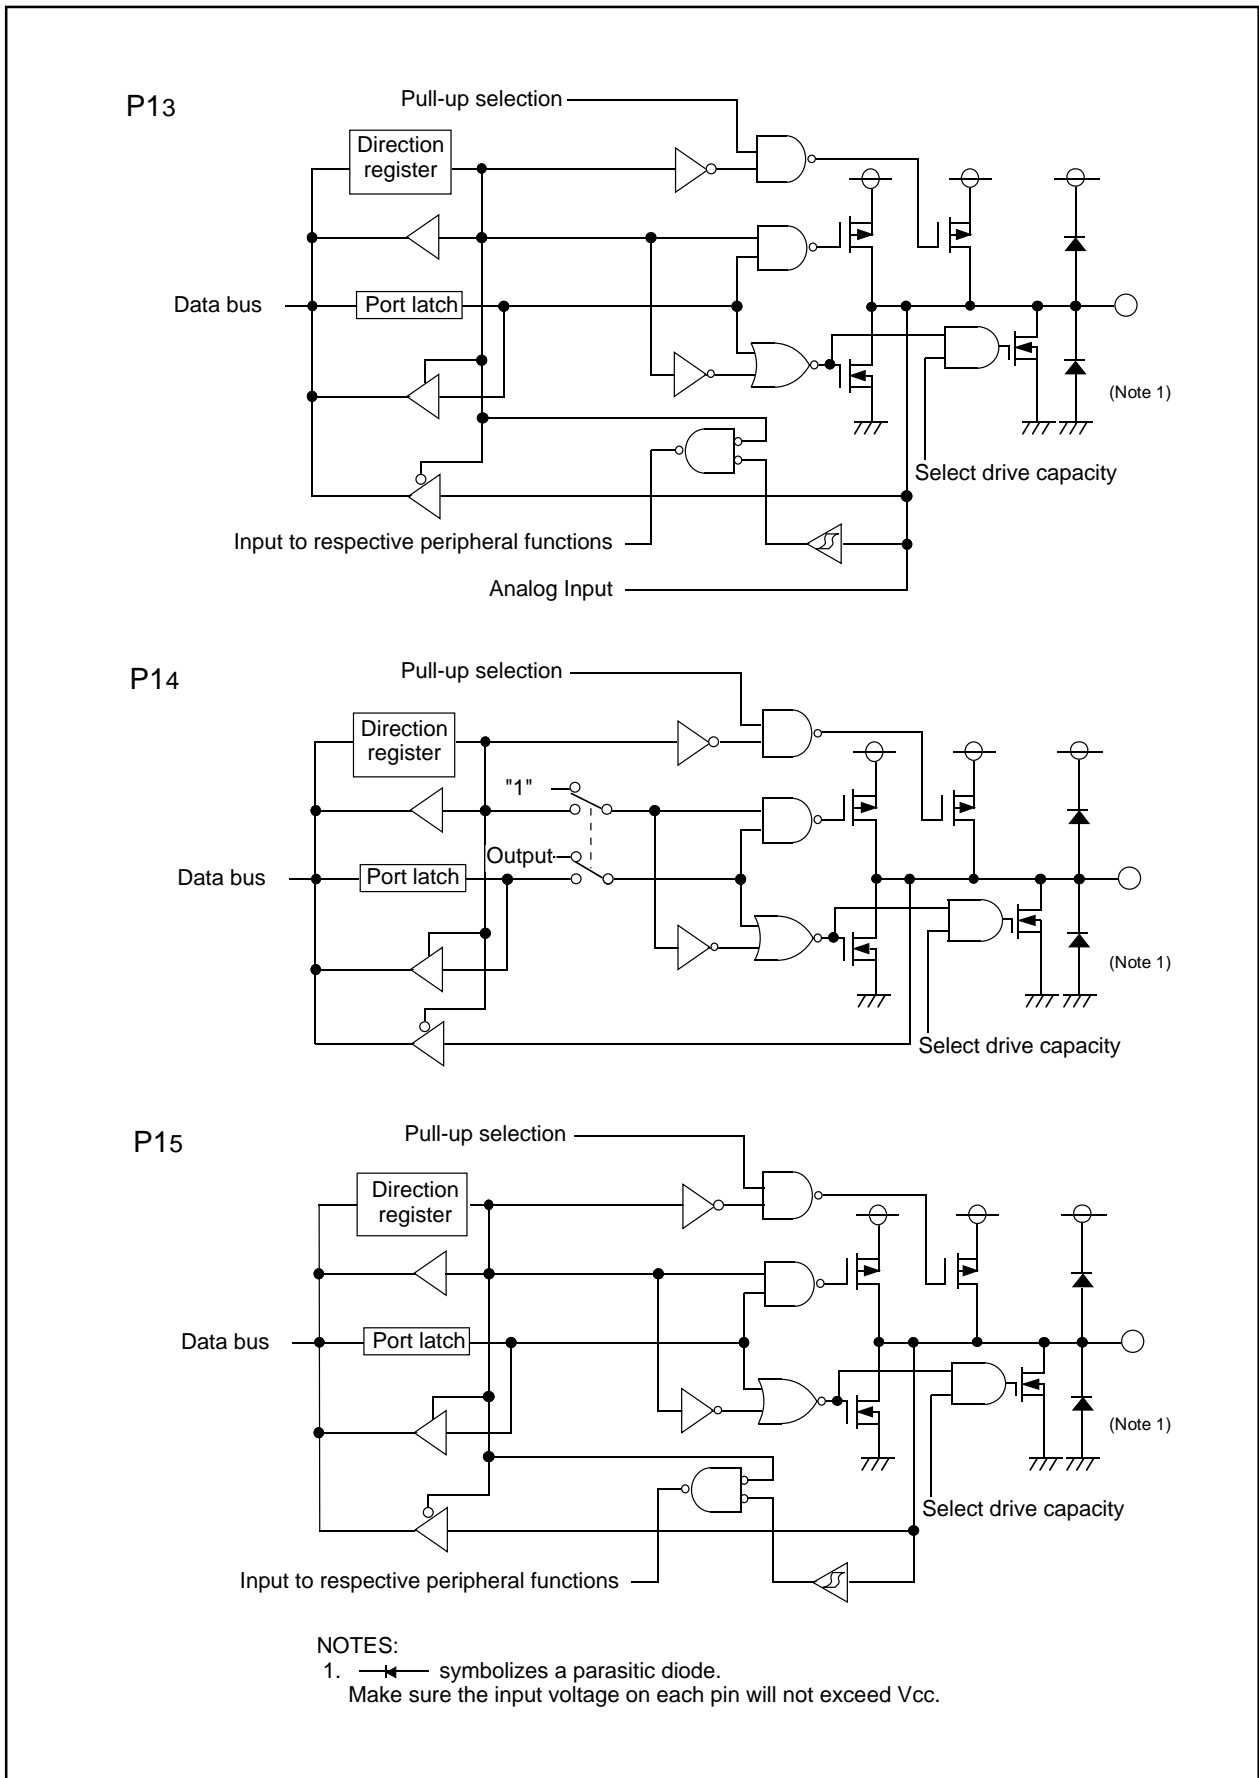 P13
Pull-up selection
Direction
register
Data bus
Port latch
(Note 1)
Select drive capacity
Input to respective peripheral functions
Analog Input
P14
Pull-up selection
Direction
register
"1"
Output
Data bus
Port latch
(Note 1)
Select drive capacity
P15
Pull-up selection
Direction
register
Data bus
Port latch
(Note 1)
Select drive capacity
Input to respective peripheral functions
NOTES:
1. symbolizes a parasitic diode.
Make sure the input voltage on each pin will not exceed Vcc.